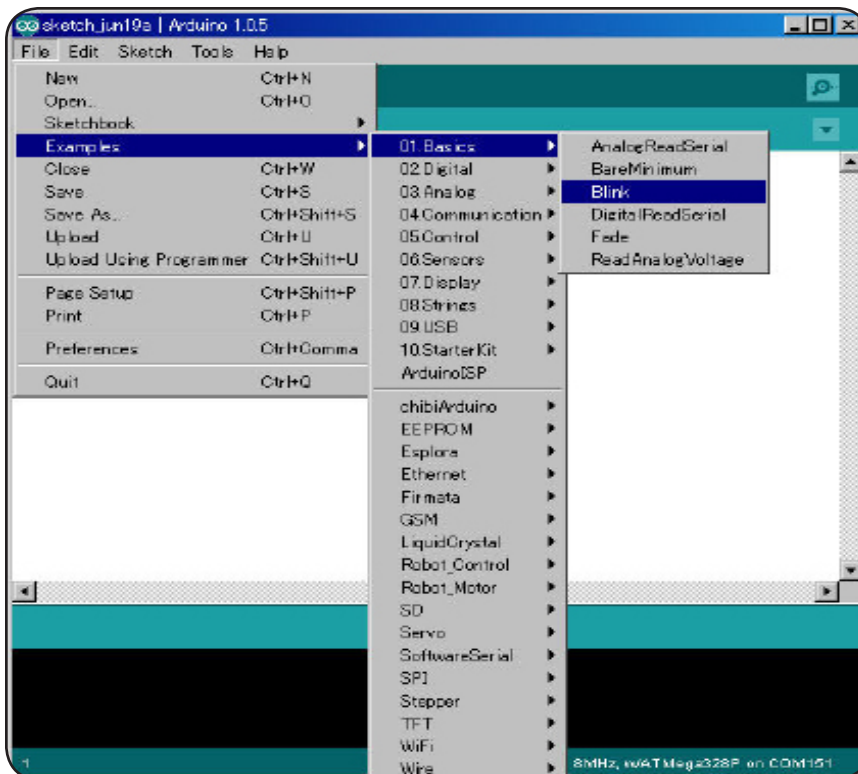 sketch_jun19a | Arduino 1.0.5
File Edit Sketch Tools Help
New Ctrl+N
Open... Ctrl+O
Sketchbook
Examples
Close Ctrl+W
Save Ctrl+S
Save As... Ctrl+Shift+S
Upload Ctrl+U
Upload Using Programmer Ctrl+Shift+U
Page Setup Ctrl+Shift+P
Print Ctrl+P
Preferences Ctrl+Comma
Quit Ctrl+Q
01.Basics
02.Digital
03.Analog
04.Communication
05.Control
06.Sensors
07.Display
08.Strings
09.USB
10.StarterKit
ArduinoISP
chibiArduino
EEPROM
Esplora
Ethernet
Firmata
GSM
LiquidCrystal
Robot_Control
Robot_Motor
SD
Servo
SoftwareSerial
SPI
Stepper
TFT
WiFi
Wire
AnalogReadSerial
BareMinimum
Blink
DigitalReadSerial
Fade
ReadAnalogVoltage
1
8MHz, w/ATMega328P on COM151